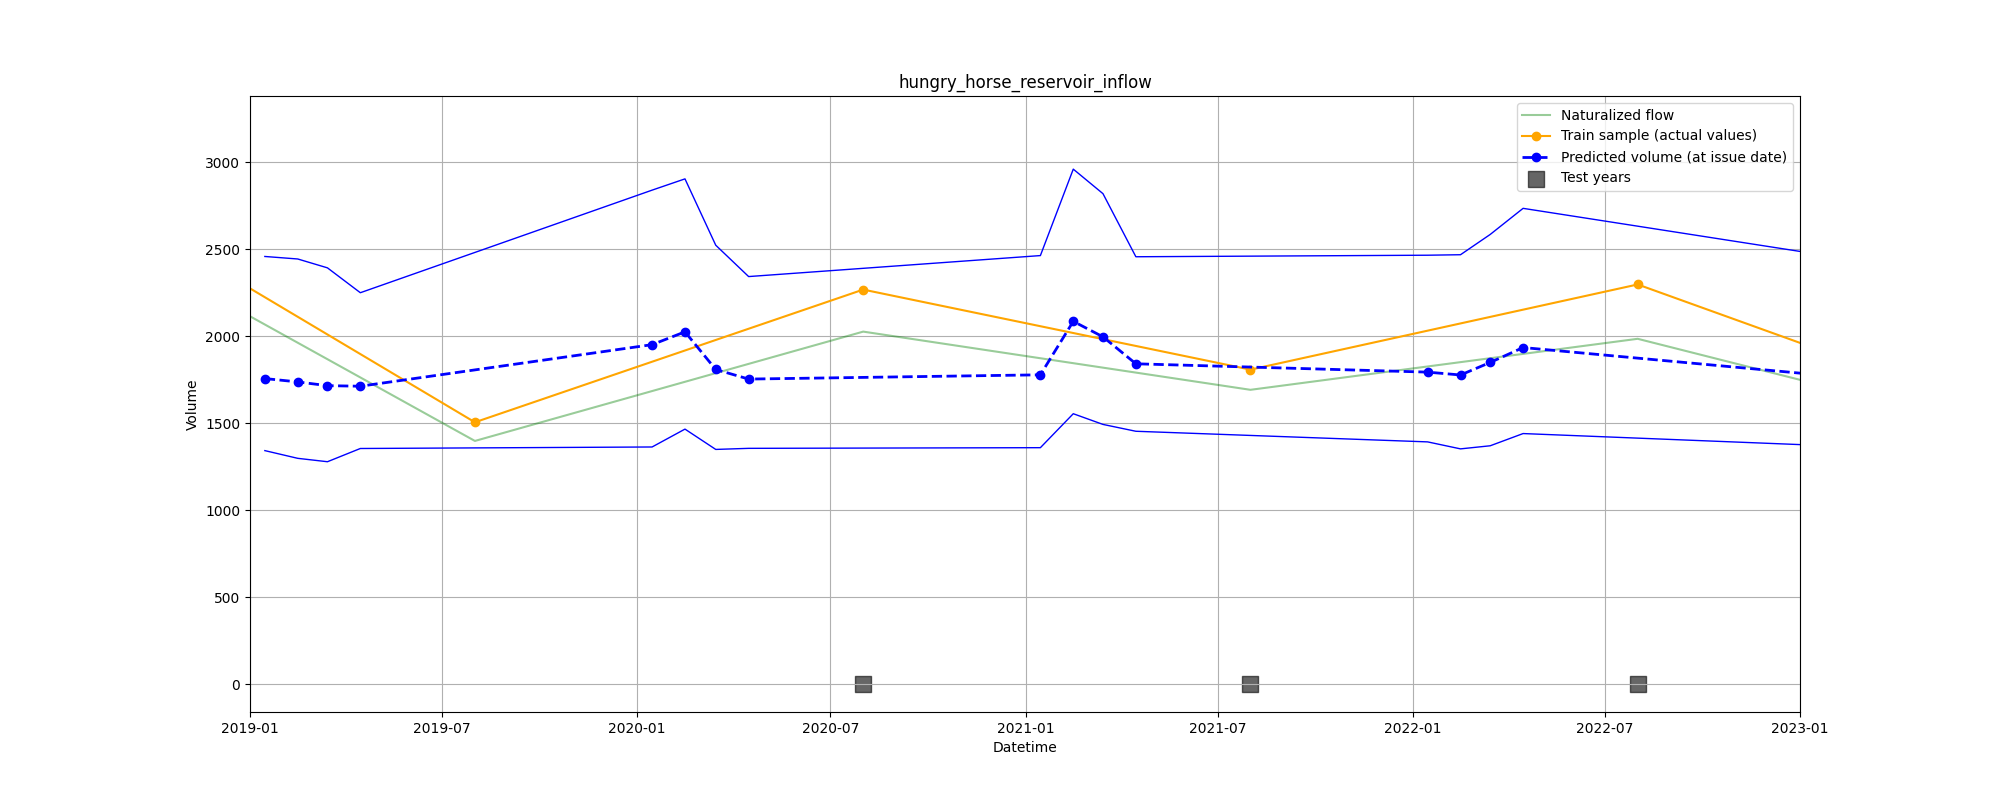 hungry_horse_reservoir_inflow
Naturalized flow
Train sample (actual values)
Predicted volume (at issue date)
Test years
3000
2500
2000
1500
1000
500
0
Volume
2019-01 2019-07 2020-01 2020-07 2021-01 2021-07 2022-01 2022-07 2023-01
Datetime